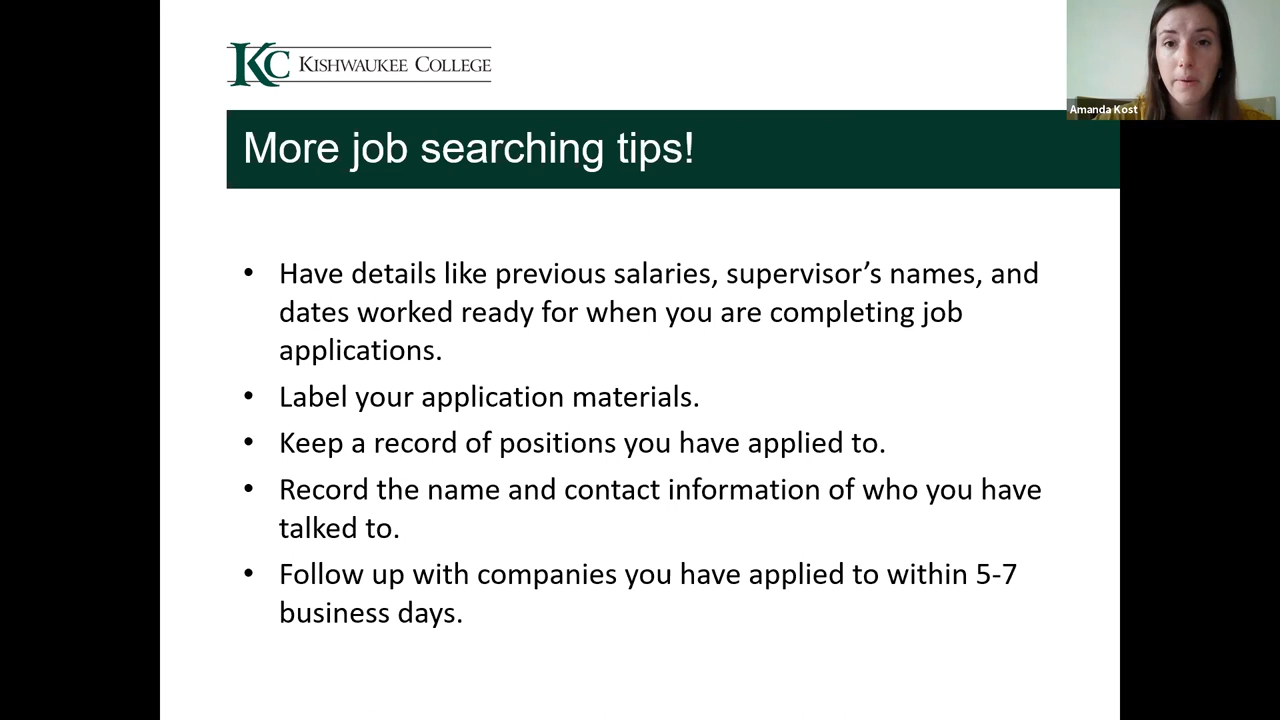 KC KISHWAUKEE COLLEGE
Amanda Kost
More job searching tips!
• Have details like previous salaries, supervisor’s names, and
dates worked ready for when you are completing job
applications.
• Label your application materials.
• Keep a record of positions you have applied to.
• Record the name and contact information of who you have
talked to.
• Follow up with companies you have applied to within 5-7
business days.